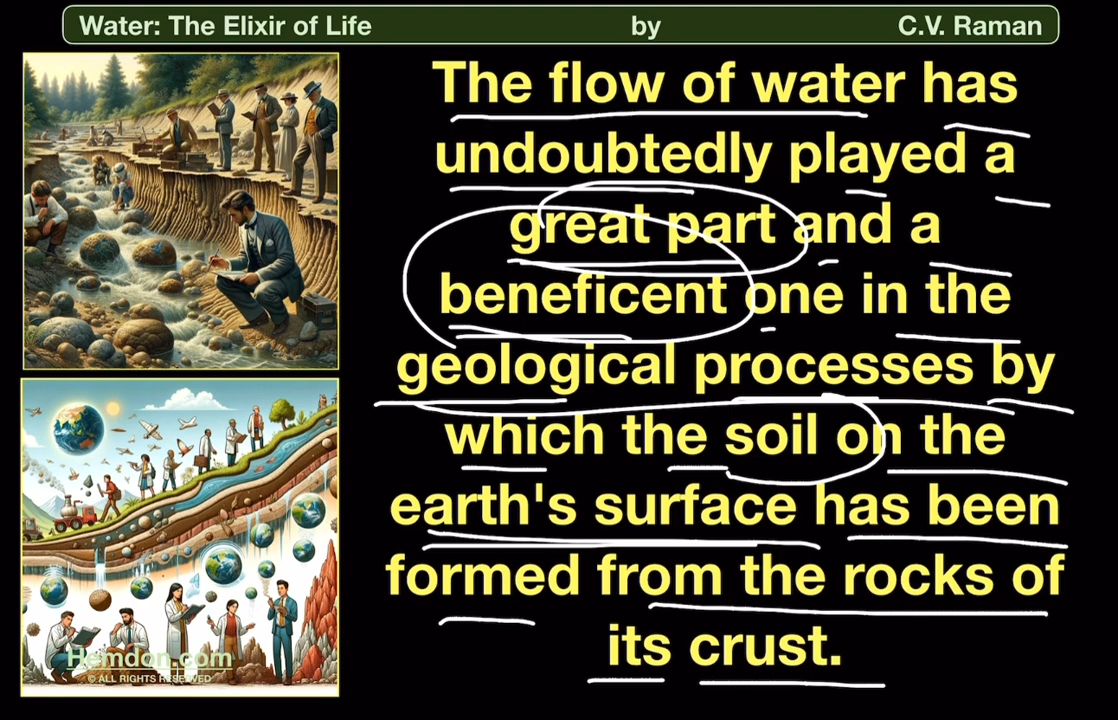 Water: The Elixir of Life by C.V. Raman
The flow of water has
undoubtedly played a
great part and a
beneficent one in the
geological processes by
which the soil on the
earth's surface has been
formed from the rocks of
its crust.
Hemdon.com
© ALL RIGHTS RESERVED